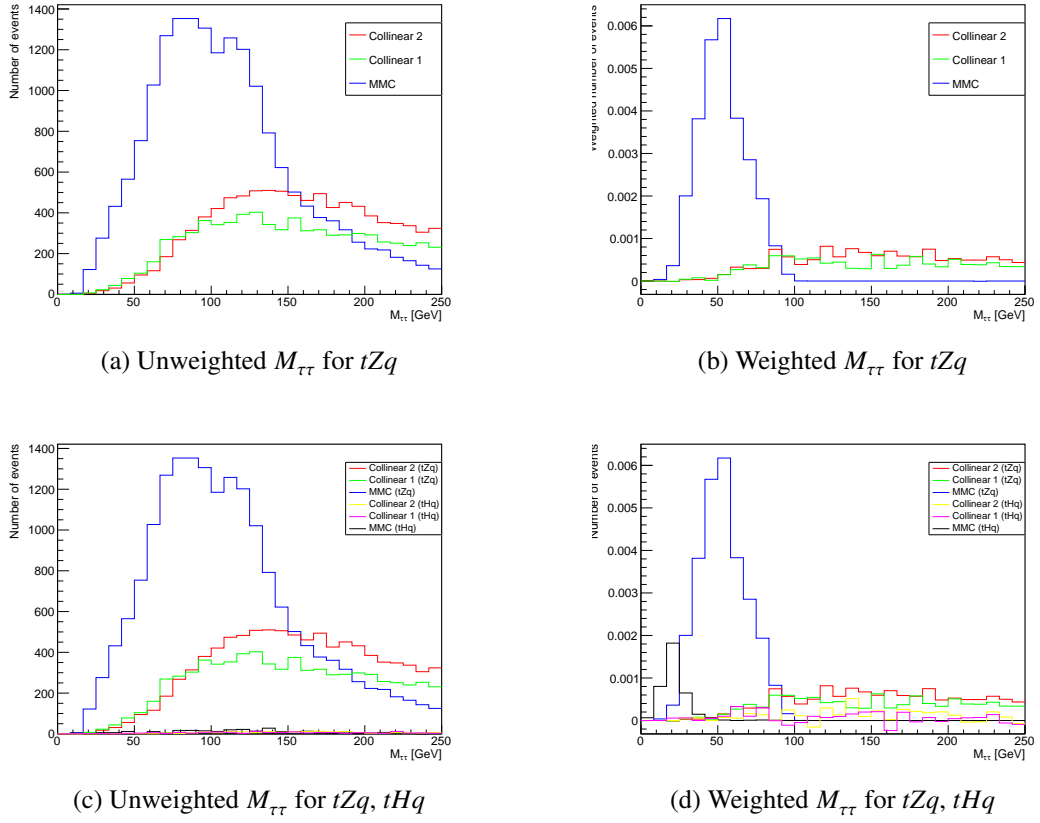 Number of events
1400
1200
1000
800
600
400
200
0
0 50 100 150 200 250
M_ττ [GeV]
Collinear 2
Collinear 1
MMC
(a) Unweighted M_ττ for tZq
Weighted number of events
0.006
0.005
0.004
0.003
0.002
0.001
0
0 50 100 150 200 250
M_ττ [GeV]
Collinear 2
Collinear 1
MMC
(b) Weighted M_ττ for tZq
Number of events
1400
1200
1000
800
600
400
200
0
0 50 100 150 200 250
M_ττ [GeV]
Collinear 2 (tZq)
Collinear 1 (tZq)
MMC (tZq)
Collinear 2 (tHq)
Collinear 1 (tHq)
MMC (tHq)
(c) Unweighted M_ττ for tZq, tHq
Number of events
0.006
0.005
0.004
0.003
0.002
0.001
0
0 50 100 150 200 250
M_ττ [GeV]
Collinear 2 (tZq)
Collinear 1 (tZq)
MMC (tZq)
Collinear 2 (tHq)
Collinear 1 (tHq)
MMC (tHq)
(d) Weighted M_ττ for tZq, tHq